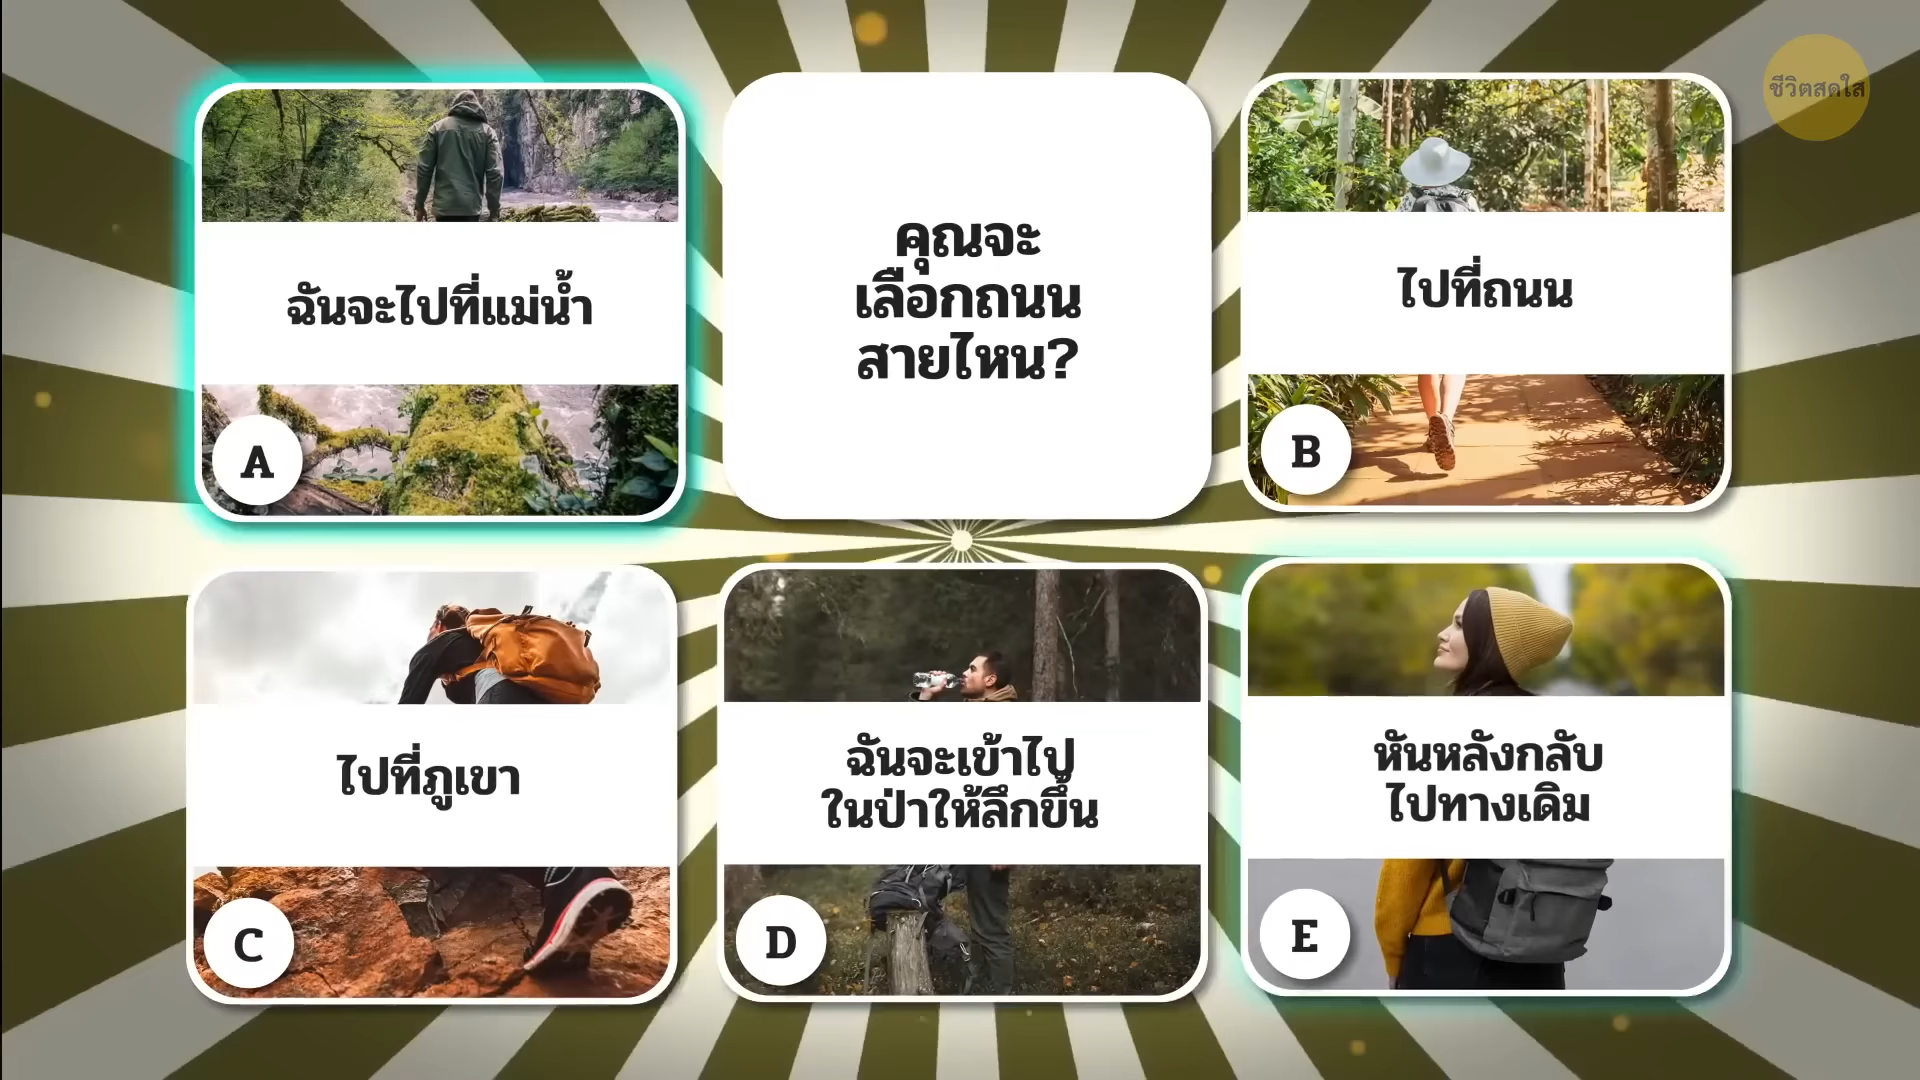 ชีวิตสดใส
ฉันจะไปที่แม่น้ำ
A
คุณจะ
เลือกถนน
สายไหน?
ไปที่ถนน
B
ไปที่ภูเขา
C
ฉันจะเข้าไป
ในป่าให้ลึกขึ้น
D
หันหลังกลับ
ไปทางเดิม
E